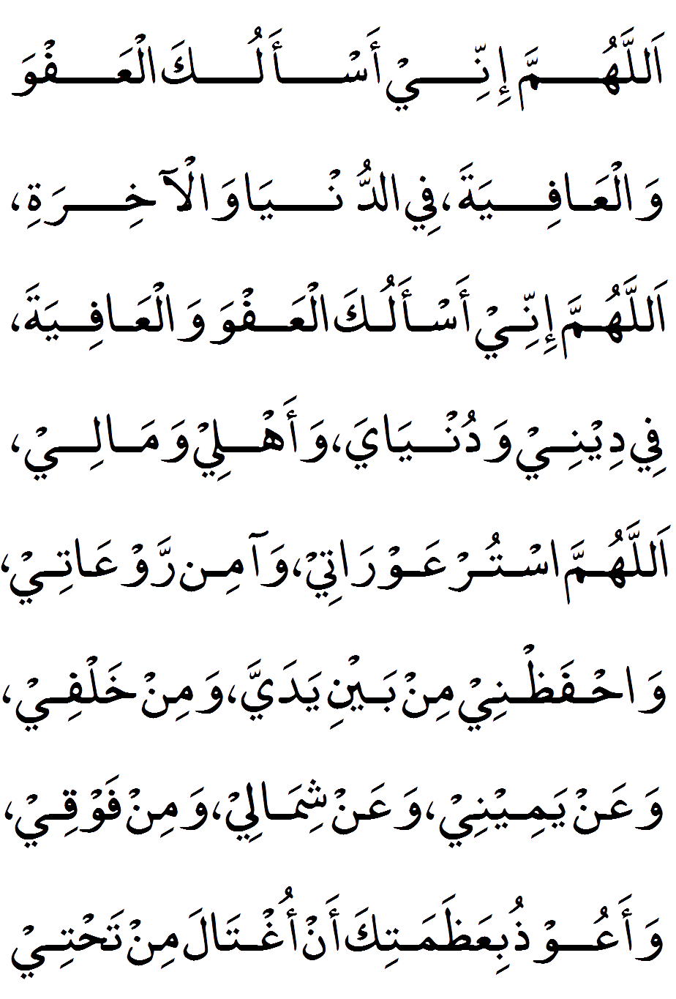 اَللَّهُمَّ إِنِّيْ أَسْأَلُكَ الْعَفْوَ
وَالْعَافِيَةَ، فِي الدُّنْيَا وَالْآخِرَةِ،
اَللَّهُمَّ إِنِّيْ أَسْأَلُكَ الْعَفْوَ وَالْعَافِيَةَ،
فِي دِيْنِيْ وَدُنْيَايَ، وَأَهْلِيْ وَمَالِيْ،
اَللَّهُمَّ اسْتُرْ عَوْرَاتِيْ، وَآمِن رَّوْعَاتِيْ،
وَاحْفَظْنِيْ مِنْ بَيْنِ يَدَيَّ، وَمِنْ خَلْفِيْ،
وَعَنْ يَمِيْنِيْ، وَعَنْ شِمَالِيْ، وَمِنْ فَوْقِيْ،
وَأَعُوْذُ بِعَظَمَتِكَ أَنْ أُغْتَالَ مِنْ تَحْتِيْ